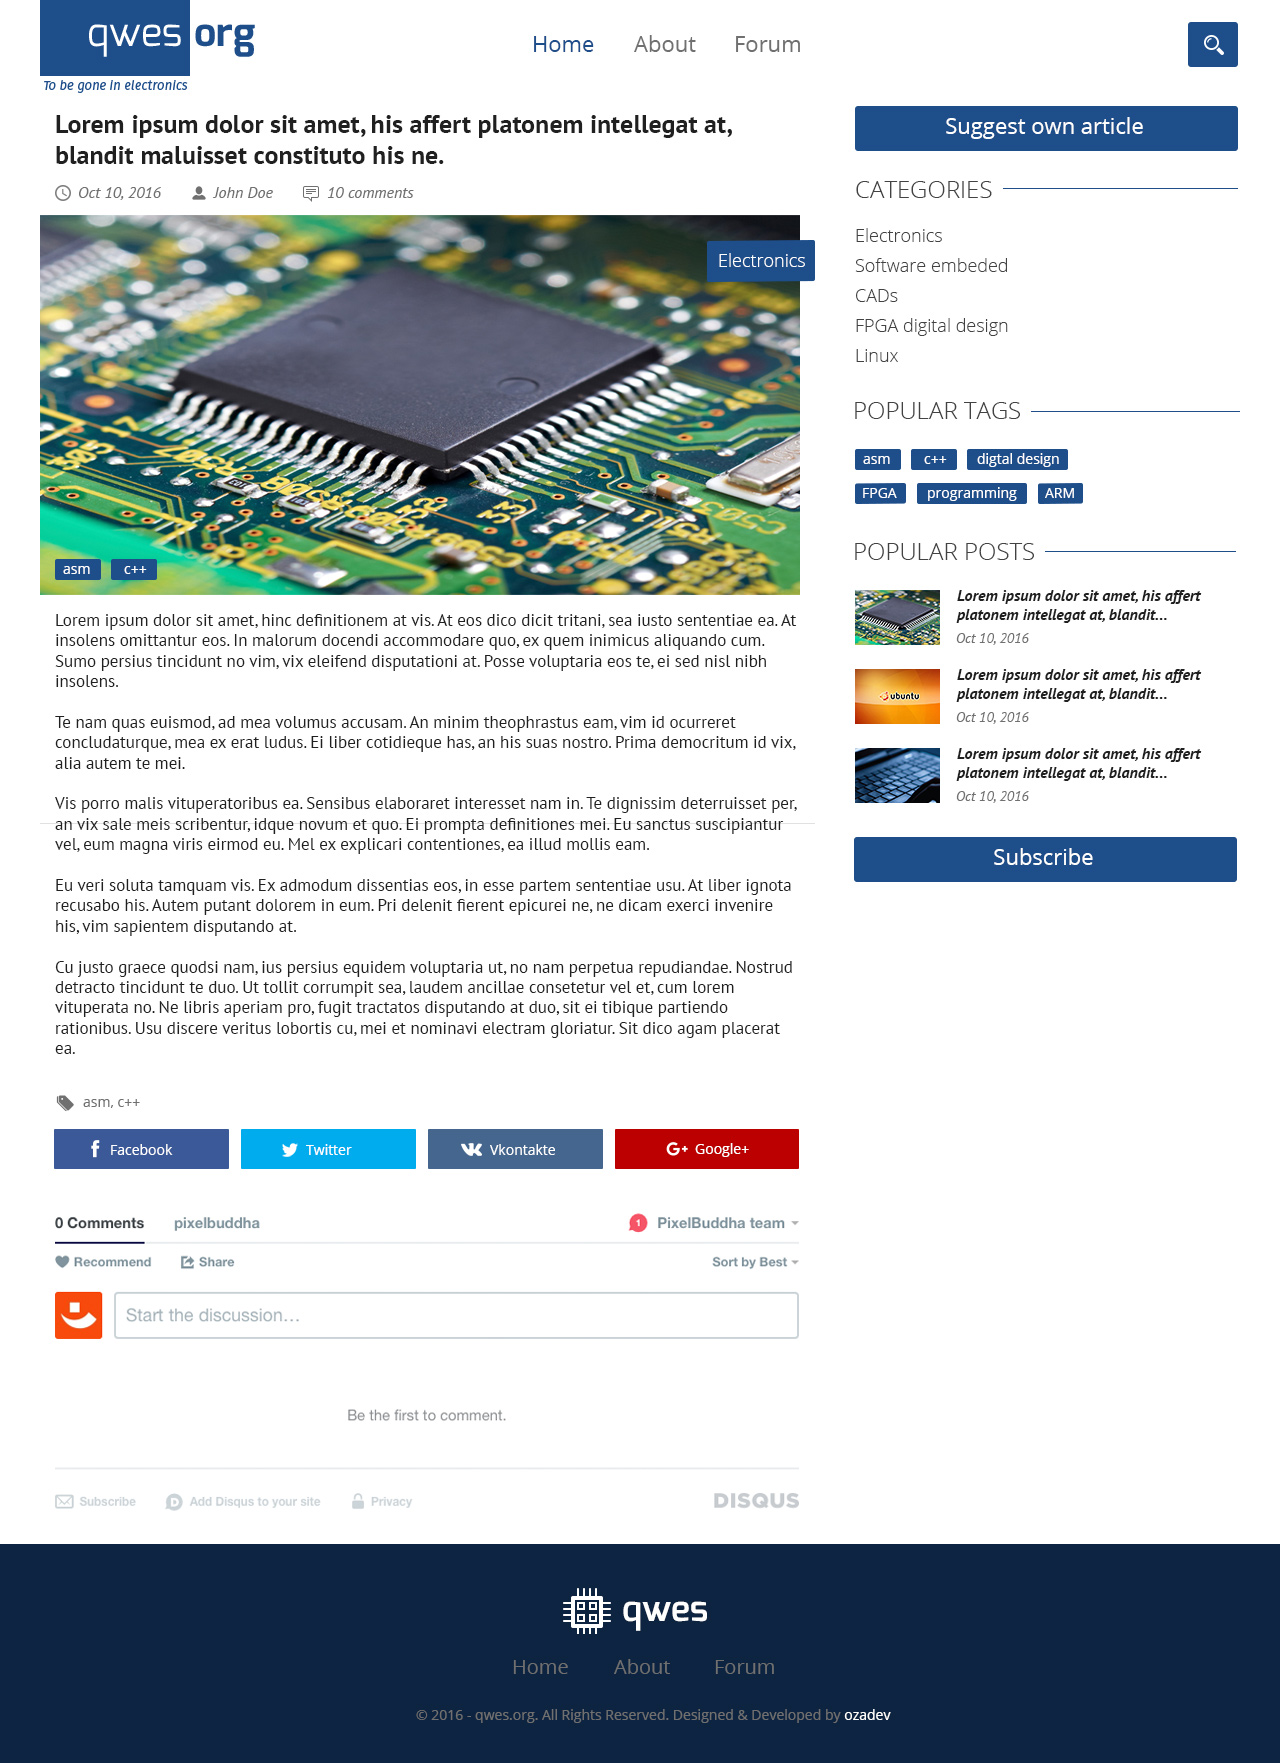 qwes org
To be gone in electronics
Home About Forum
Lorem ipsum dolor sit amet, his affert platonem intellegat at,
blandit maluisset constituto his ne.
Oct 10, 2016 John Doe 10 comments
Electronics
asm c++
Lorem ipsum dolor sit amet, hinc definitionem at vis. At eos dico dicit tritani, sea iusto sententiae ea. At
insolens omittantur eos. In malorum docendi accommodare quo, ex quem inimicus aliquando cum.
Sumo persius tincidunt no vim, vix eleifend disputationi at. Posse voluptaria eos te, ei sed nisl nibh
insolens.
Te nam quas euismod, ad mea volumus accusam. An minim theophrastus eam, vim id ocurreret
concludaturque, mea ex erat ludus. Ei liber cotidieque has, an his suas nostro. Prima democritum id vix,
alia autem te mei.
Vis porro malis vituperatoribus ea. Sensibus elaboraret interesset nam in. Te dignissim deterruisset per,
an vix sale meis scribentur, idque novum et quo. Ei prompta definitiones mei. Eu sanctus suscipiantur
vel, eum magna viris eirmod eu. Mel ex explicari contentiones, ea illud mollis eam.
Eu veri soluta tamquam vis. Ex admodum dissentias eos, in esse partem sententiae usu. At liber ignota
recusabo his. Autem putant dolorem in eum. Pri delenit fierent epicurei ne, ne dicam exerci invenire
his, vim sapientem disputando at.
Cu justo graece quodsi nam, ius persius equidem voluptaria ut, no nam perpetua repudiandae. Nostrud
detracto tincidunt te duo. Ut tollit corrumpit sea, laudem ancillae consetetur vel et, cum lorem
vituperata no. Ne libris aperiam pro, fugit tractatos disputando at duo, sit ei tibique partiendo
rationibus. Usu discere veritus lobortis cu, mei et nominavi electram gloriatur. Sit dico agam placerat
ea.
asm, c++
Facebook Twitter Vkontakte Google+
0 Comments pixelbuddha 1 PixelBuddha team
Recommend Share Sort by Best
Start the discussion...
Be the first to comment.
Subscribe Add Disqus to your site Privacy DISQUS
Suggest own article
CATEGORIES
Electronics
Software embeded
CADs
FPGA digital design
Linux
POPULAR TAGS
asm c++ digtal design
FPGA programming ARM
POPULAR POSTS
Lorem ipsum dolor sit amet, his affert
platonem intellegat at, blandit...
Oct 10, 2016
ubuntu
Lorem ipsum dolor sit amet, his affert
platonem intellegat at, blandit...
Oct 10, 2016
Lorem ipsum dolor sit amet, his affert
platonem intellegat at, blandit...
Oct 10, 2016
Subscribe
qwes
Home About Forum
© 2016 - qwes.org. All Rights Reserved. Designed & Developed by ozadev